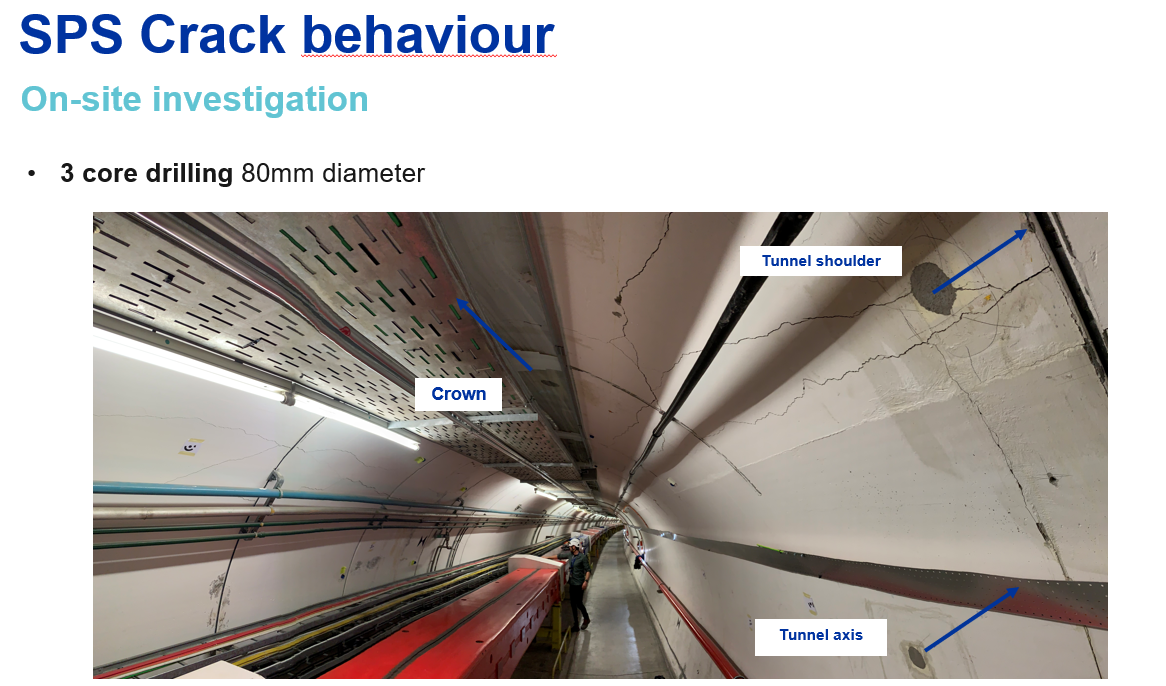 SPS Crack behaviour
On-site investigation
• 3 core drilling 80mm diameter
Tunnel shoulder
Crown
Tunnel axis